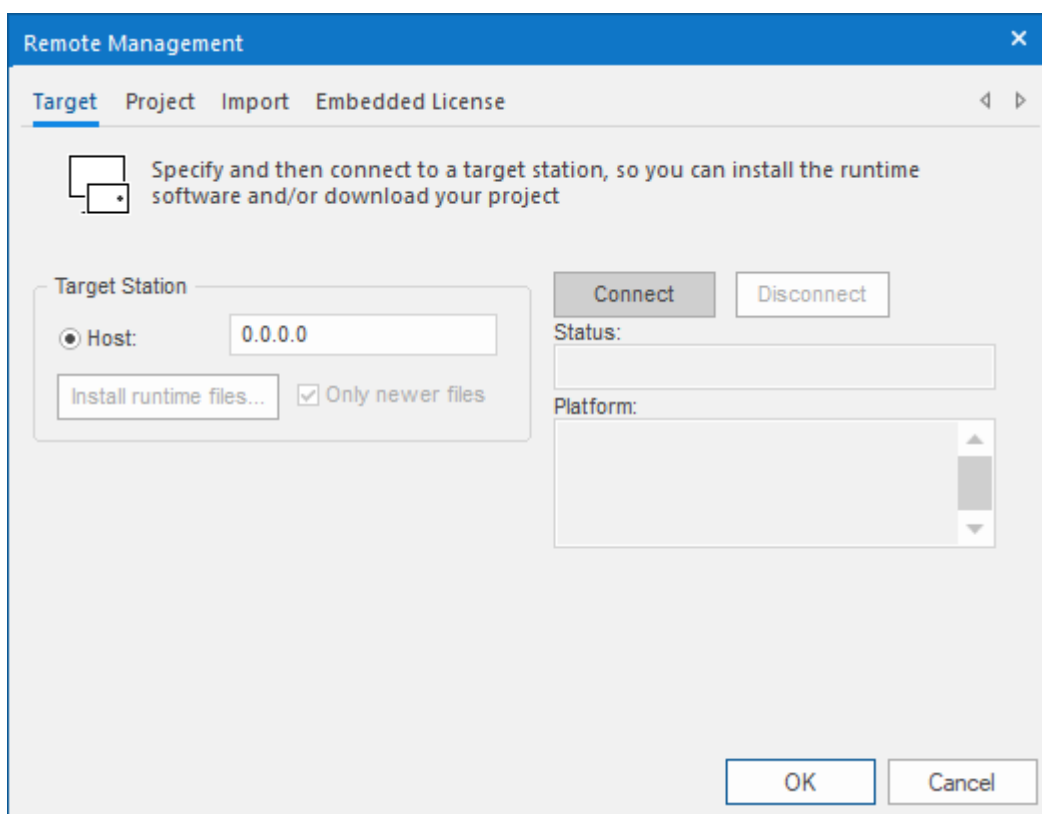 Remote Management
Target Project Import Embedded License
Specify and then connect to a target station, so you can install the runtime
software and/or download your project
Target Station
Host: 0.0.0.0
Install runtime files... Only newer files
Connect Disconnect
Status:
Platform:
OK Cancel